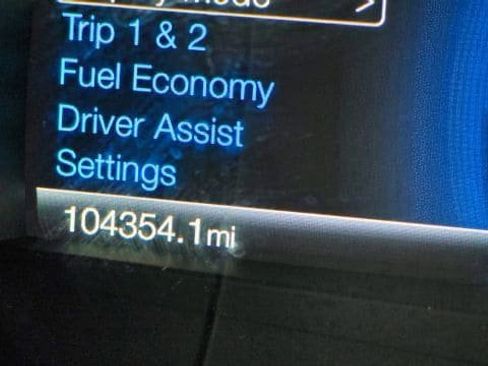 Trip 1 & 2
Fuel Economy
Driver Assist
Settings
104354.1mi